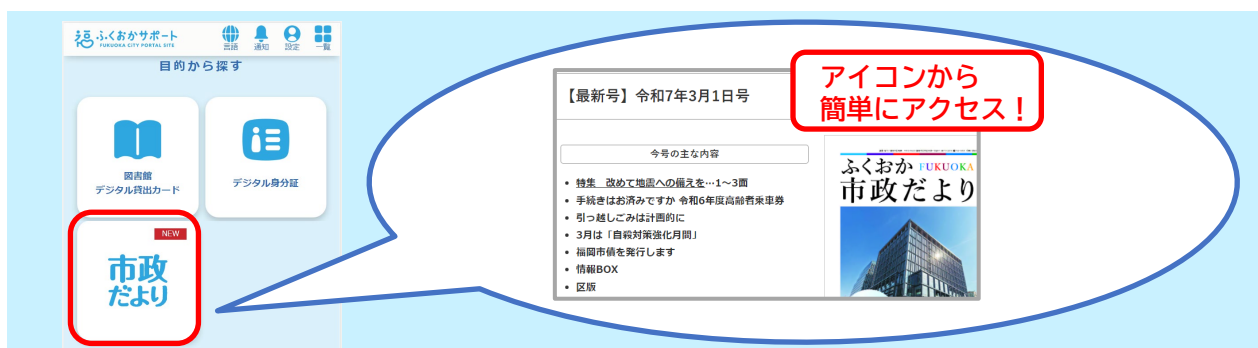 ふくおかサポート
FUKUOKA CITY PORTAL SITE
言語 通知 設定 一覧
目的から探す
図書館
デジタル貸出カード
デジタル身分証
NEW
市政
だより
【最新号】令和7年3月1日号
アイコンから
簡単にアクセス！
今号の主な内容
・特集 改めて地震への備えを…1～3面
・手続きはお済みですか 令和6年度高齢者乗車券
・引っ越しごみは計画的に
・3月は「自殺対策強化月間」
・福岡市債を発行します
・情報BOX
・区版
ふくおか FUKUOKA
市政だより